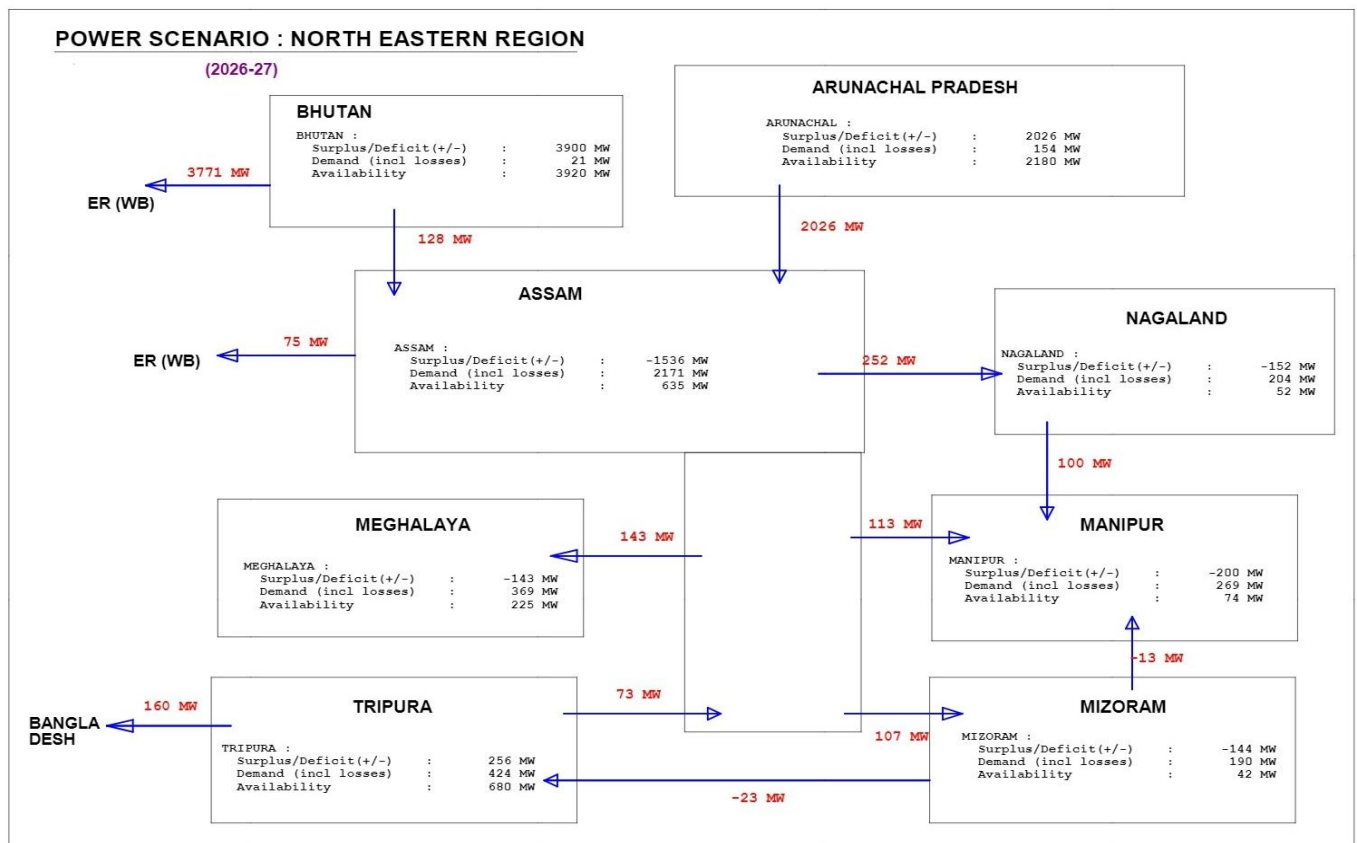 POWER SCENARIO : NORTH EASTERN REGION
(2026-27)
BHUTAN
BHUTAN :
Surplus/Deficit(+/-) : 3900 MW
Demand (incl losses) : 21 MW
Availability : 3920 MW
3771 MW
ER (WB)
128 MW
ARUNACHAL PRADESH
ARUNACHAL :
Surplus/Deficit(+/-) : 2026 MW
Demand (incl losses) : 154 MW
Availability : 2180 MW
2026 MW
ASSAM
ASSAM :
Surplus/Deficit(+/-) : -1536 MW
Demand (incl losses) : 2171 MW
Availability : 635 MW
75 MW
ER (WB)
252 MW
NAGALAND
NAGALAND :
Surplus/Deficit(+/-) : -152 MW
Demand (incl losses) : 204 MW
Availability : 52 MW
100 MW
MEGHALAYA
MEGHALAYA :
Surplus/Deficit(+/-) : -143 MW
Demand (incl losses) : 369 MW
Availability : 225 MW
143 MW
113 MW
MANIPUR
MANIPUR :
Surplus/Deficit(+/-) : -200 MW
Demand (incl losses) : 269 MW
Availability : 74 MW
-13 MW
160 MW
BANGLA
DESH
TRIPURA
TRIPURA :
Surplus/Deficit(+/-) : 256 MW
Demand (incl losses) : 424 MW
Availability : 680 MW
73 MW
107 MW
-23 MW
MIZORAM
MIZORAM :
Surplus/Deficit(+/-) : -144 MW
Demand (incl losses) : 190 MW
Availability : 42 MW